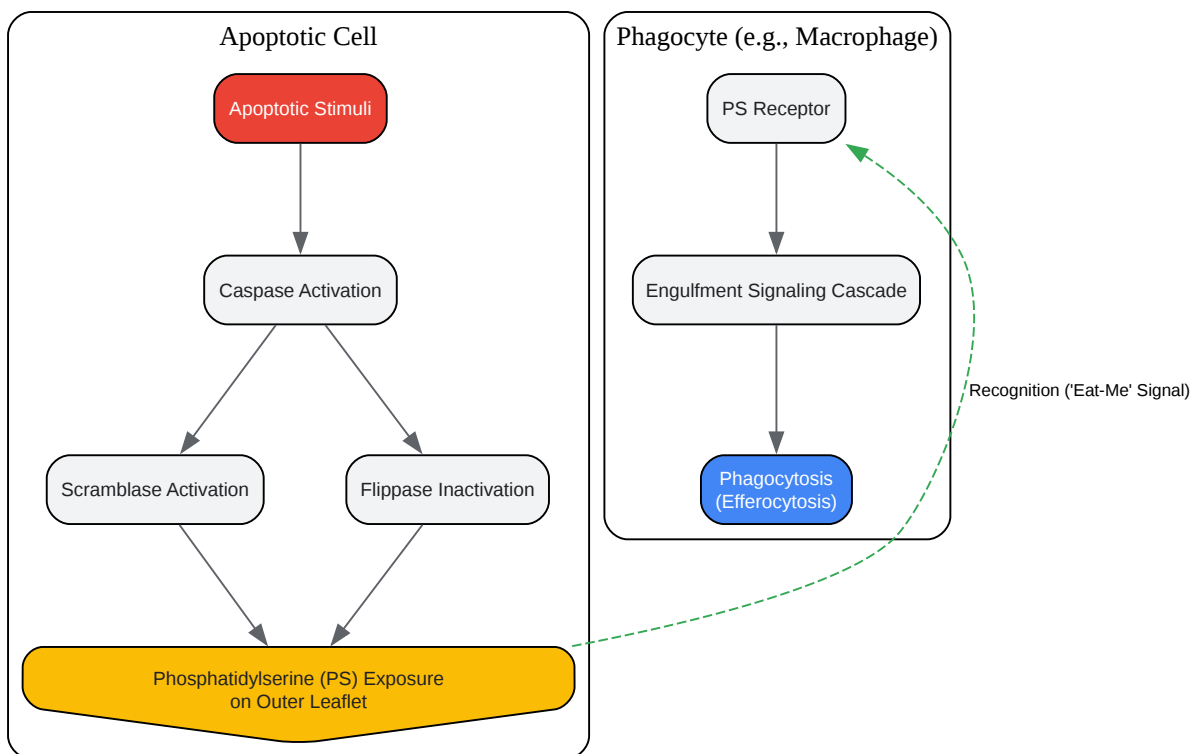 Apoptotic Cell
Apoptotic Stimuli
Caspase Activation
Scramblase Activation
Flippase Inactivation
Phosphatidylserine (PS) Exposure
on Outer Leaflet
Phagocyte (e.g., Macrophage)
PS Receptor
Engulfment Signaling Cascade
Phagocytosis
(Efferocytosis)
Recognition ('Eat-Me' Signal)